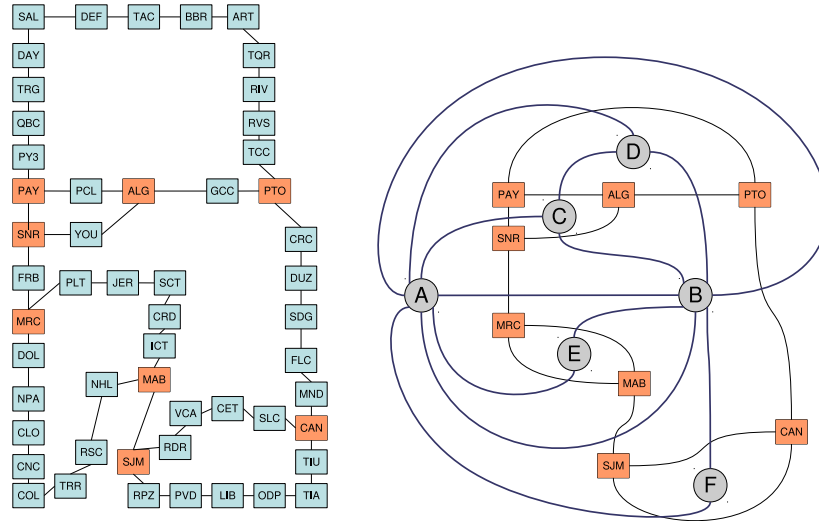 SAL DEF TAC BBR ART
DAY TQR
TRG RIV
QBC RVS
PY3 TCC
PAY PCL ALG GCC PTO
SNR YOU CRC
FRB PLT JER SCT DUZ
MRC CRD SDG
DOL ICT FLC
NHL MAB MND
NPA VCA CET SLC CAN
CLO RSC RDR
CNC SJM TIU
COL TRR RPZ PVD LIB ODP TIA
D
PAY ALG PTO
C
SNR
A B
MRC
E
MAB
CAN
SJM
F